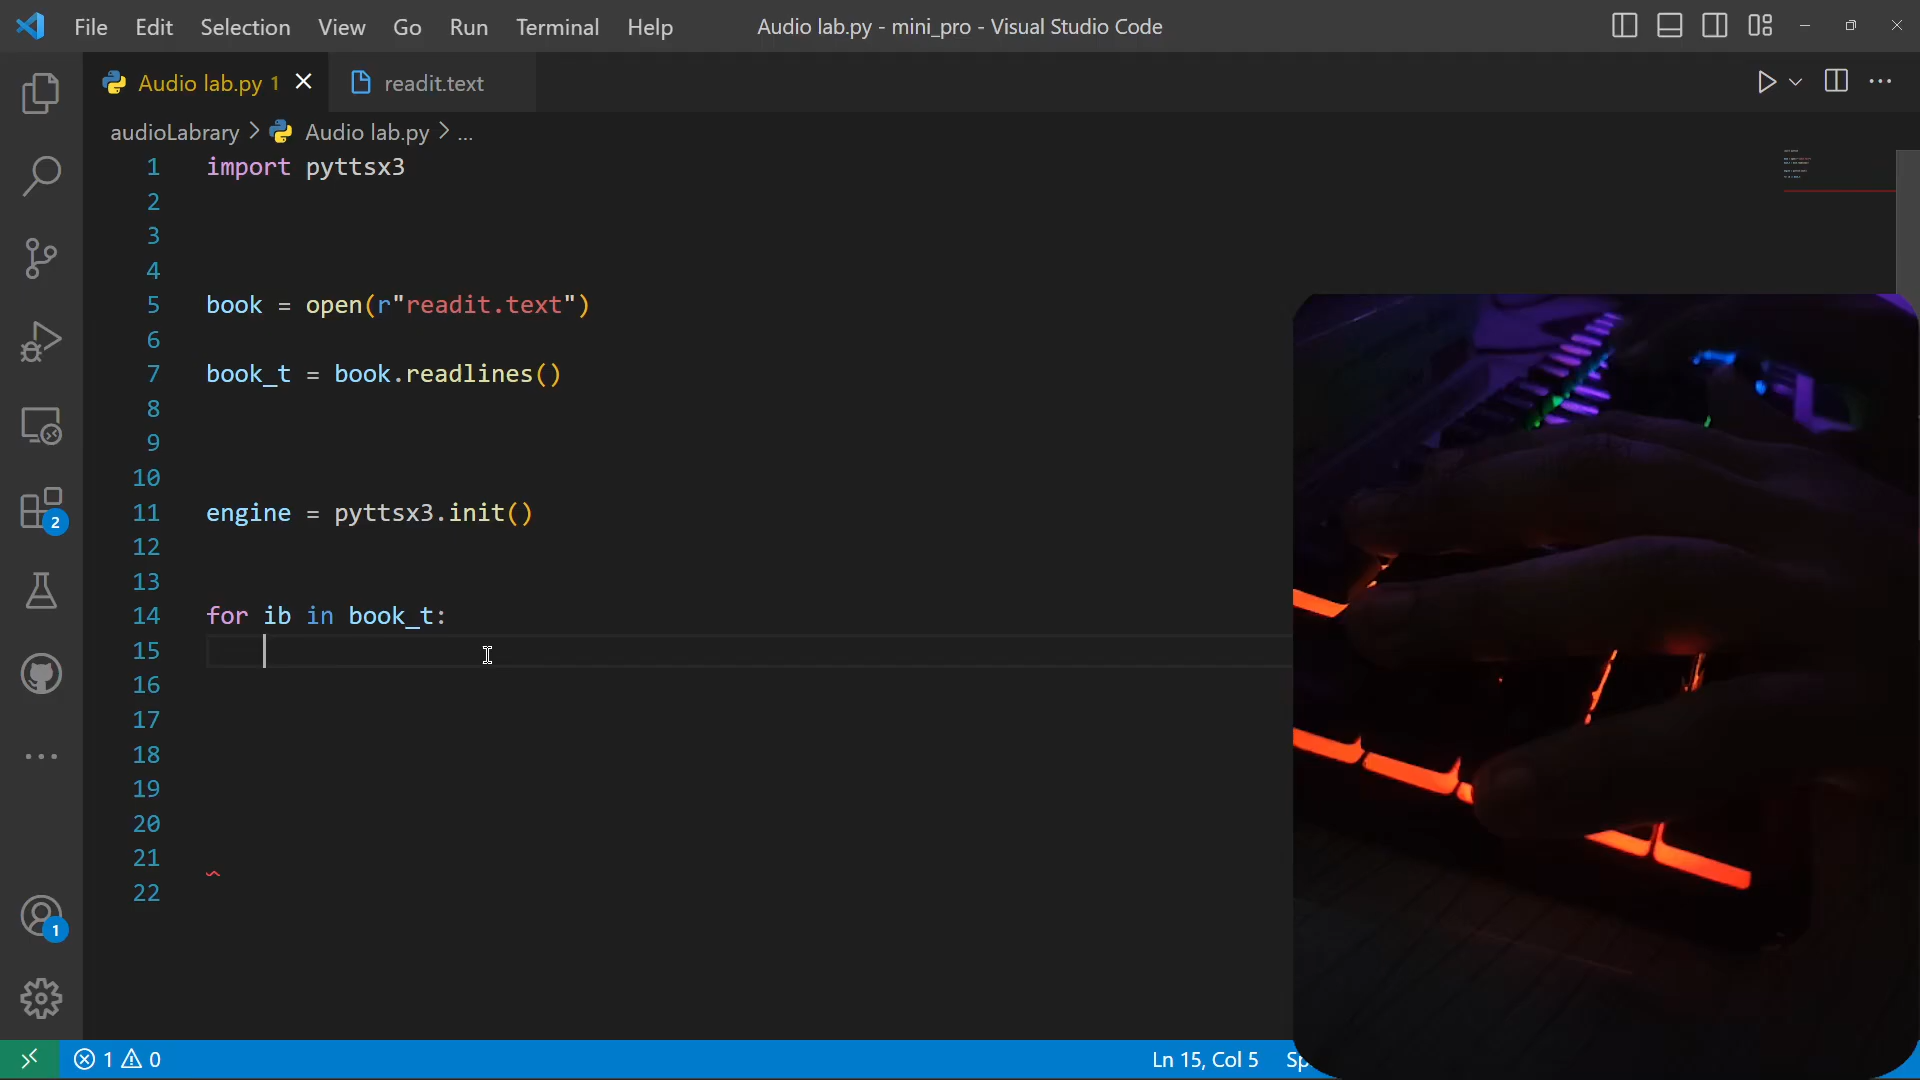 File Edit Selection View Go Run Terminal Help Audio lab.py - mini_pro - Visual Studio Code
Audio lab.py 1 readit.text
audioLabrary > Audio lab.py > ...
1 import pyttsx3
2
3
4
5 book = open(r"readit.text")
6
7 book_t = book.readlines()
8
9
10
11 engine = pyttsx3.init()
12
13
14 for ib in book_t:
15
16
17
18
19
20
21
22
2
1
1 0 Ln 15, Col 5 Sp